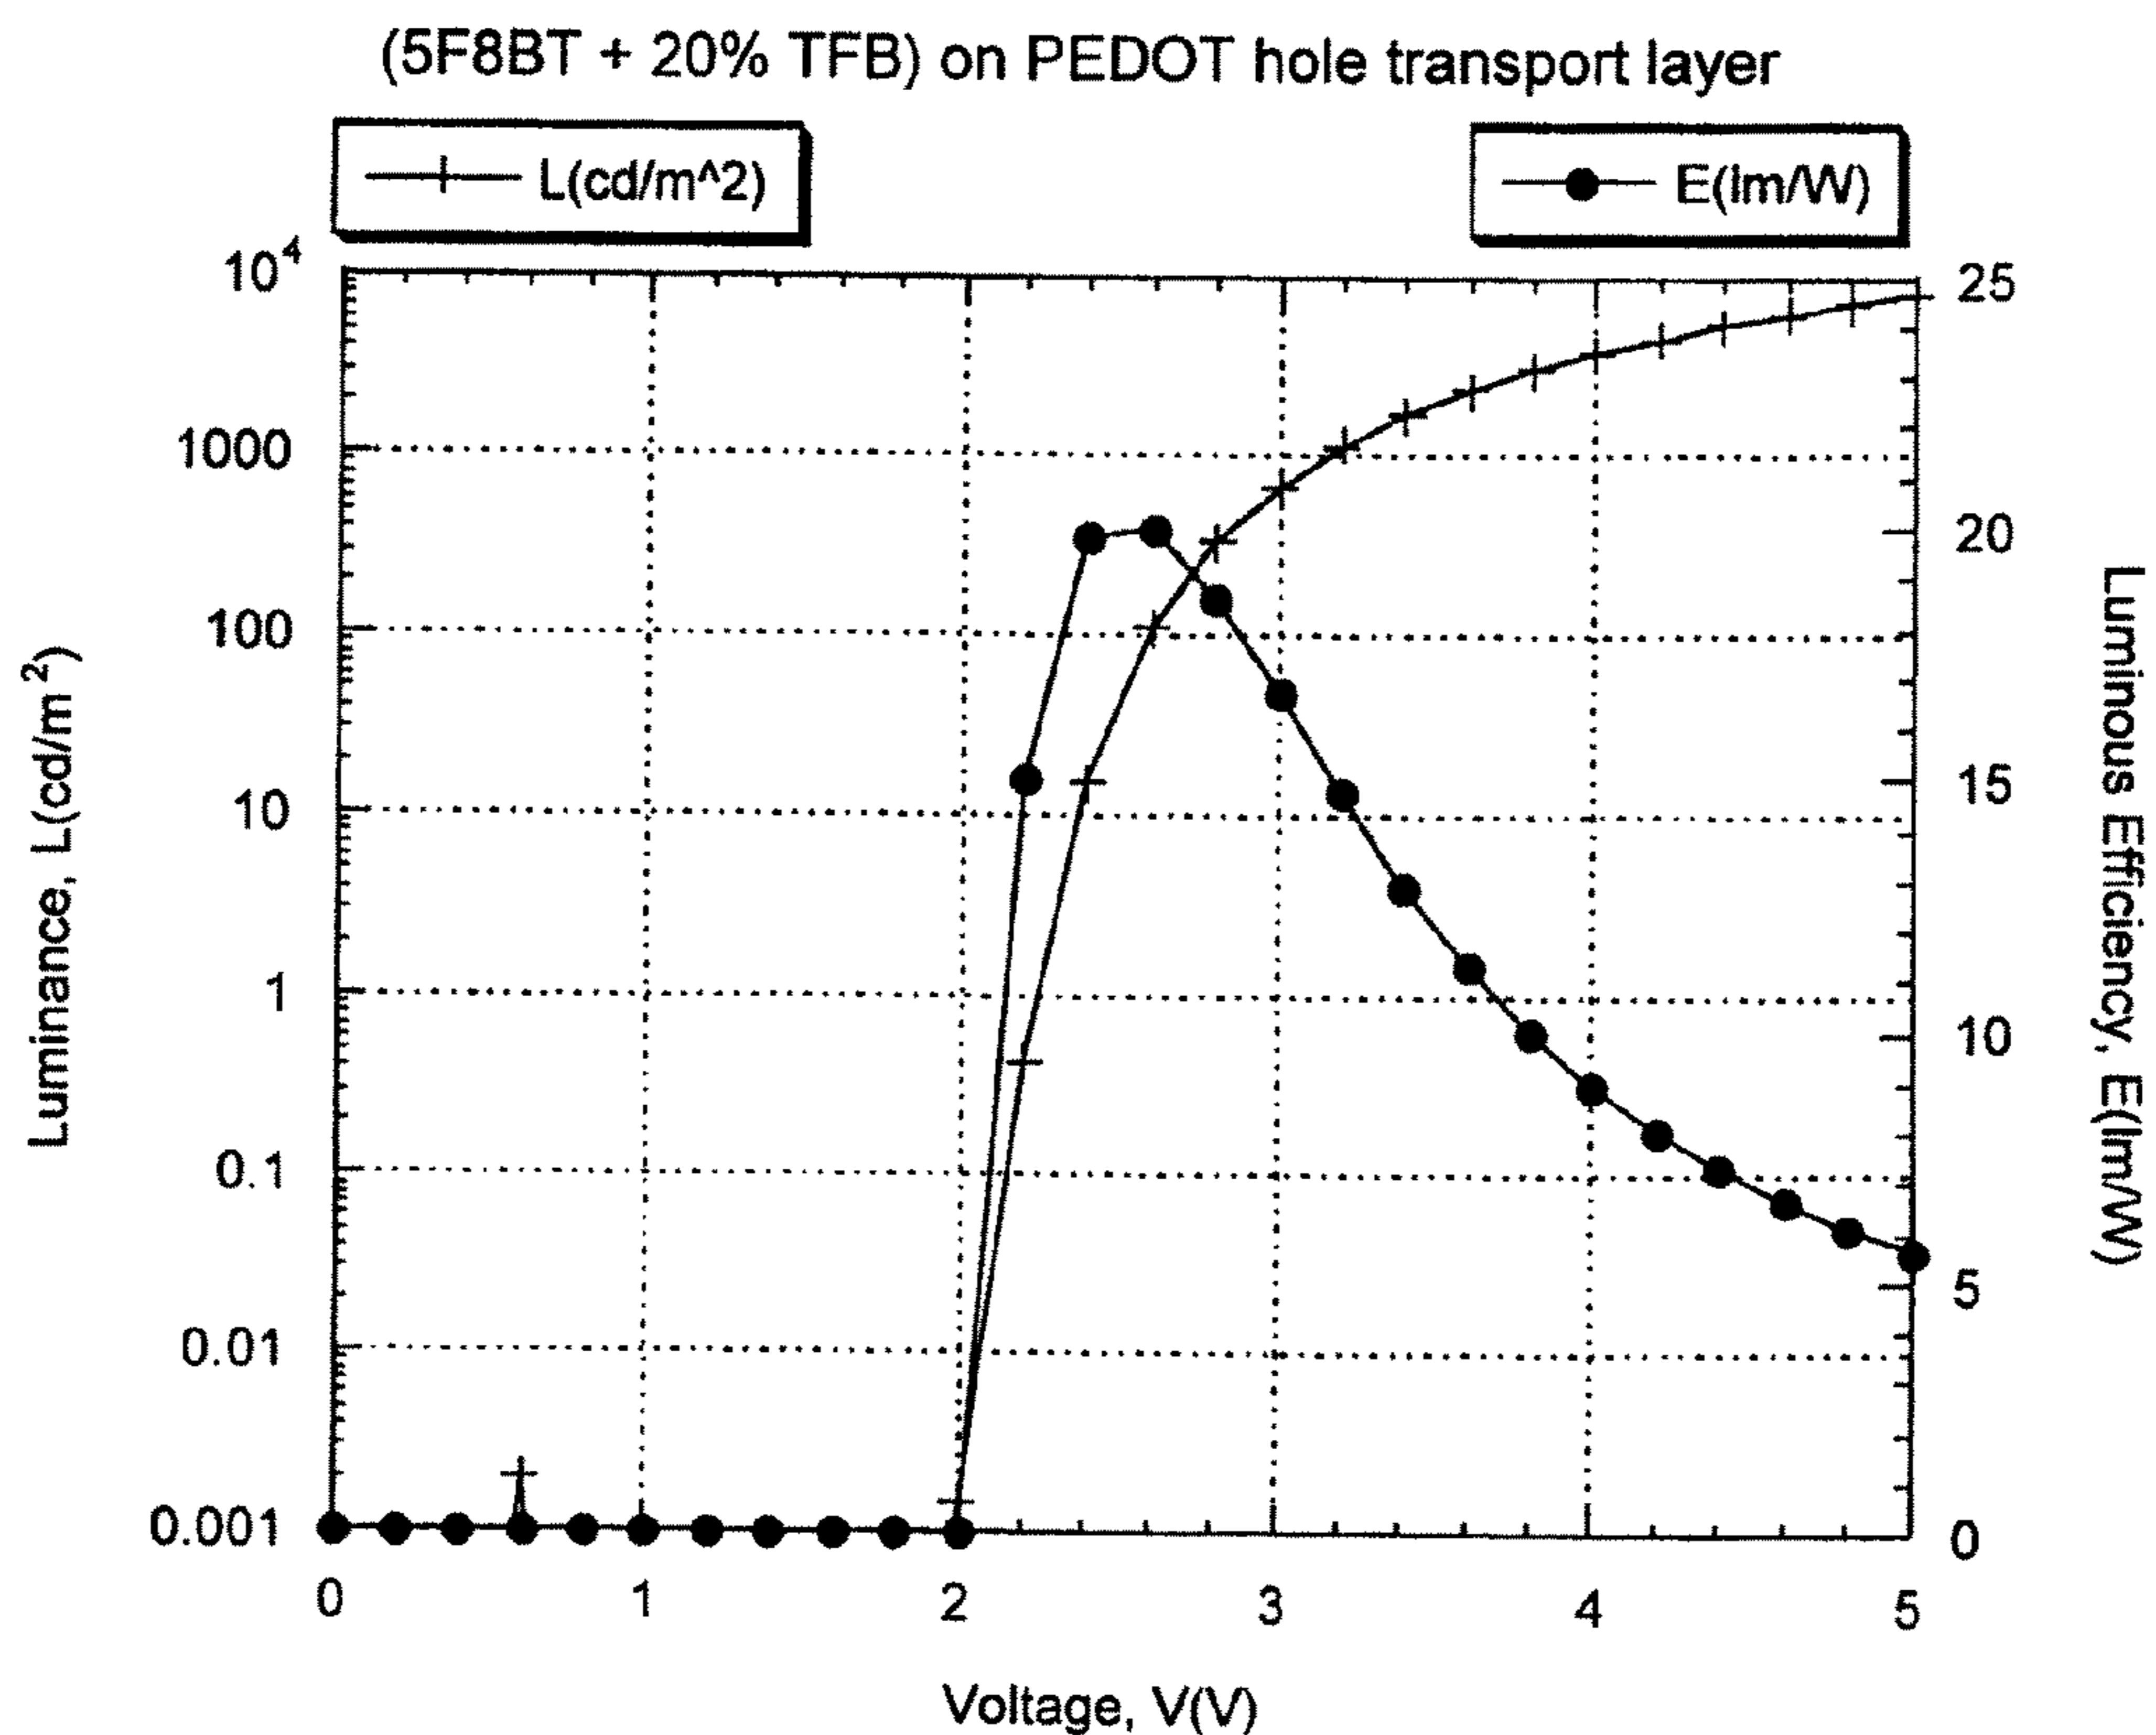 (5F8BT + 20% TFB) on PEDOT hole transport layer
L(cd/m^2)
E(lm/W)
10⁴
1000
100
10
1
0.1
0.01
0.001
Luminance, L(cd/m²)
25
20
15
10
5
0
Luminous Efficiency, E(lm/W)
0 1 2 3 4 5
Voltage, V(V)